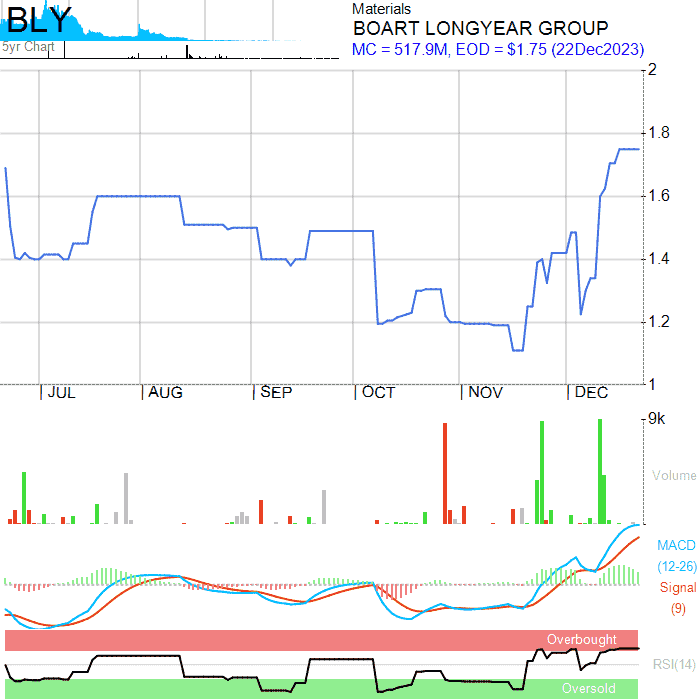 BLY
5yr Chart
Materials
BOART LONGYEAR GROUP
MC = 517.9M, EOD = $1.75 (22Dec2023)
2
1.8
1.6
1.4
1.2
1
JUL AUG SEP OCT NOV DEC
9k
Volume
MACD
(12-26)
Signal
(9)
Overbought
RSI(14)
Oversold